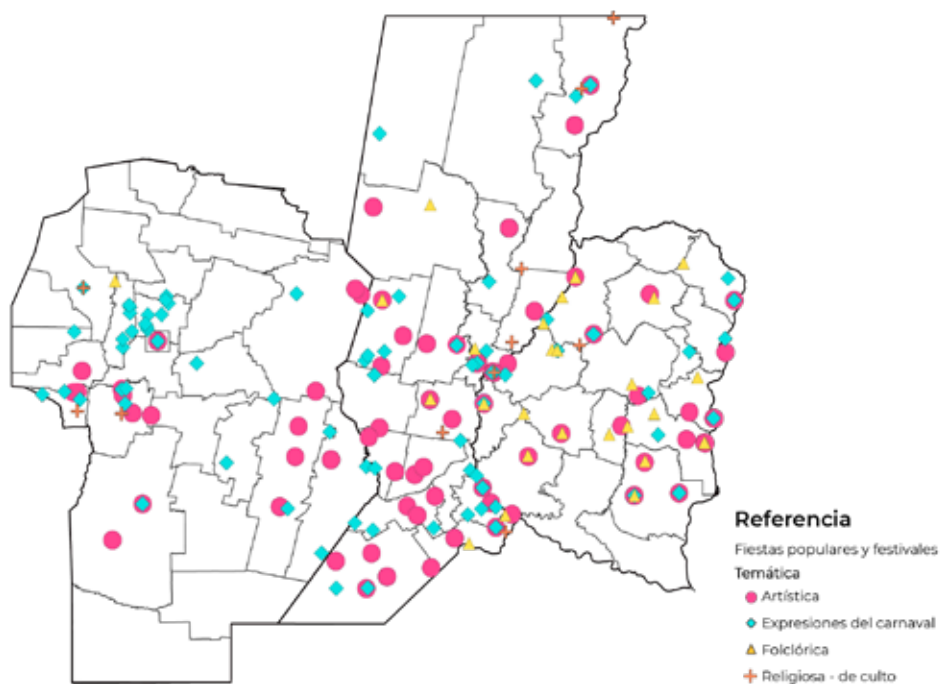 Referencia
Fiestas populares y festivales
Temática
Artística
Expresiones del carnaval
Folclórica
Religiosa - de culto